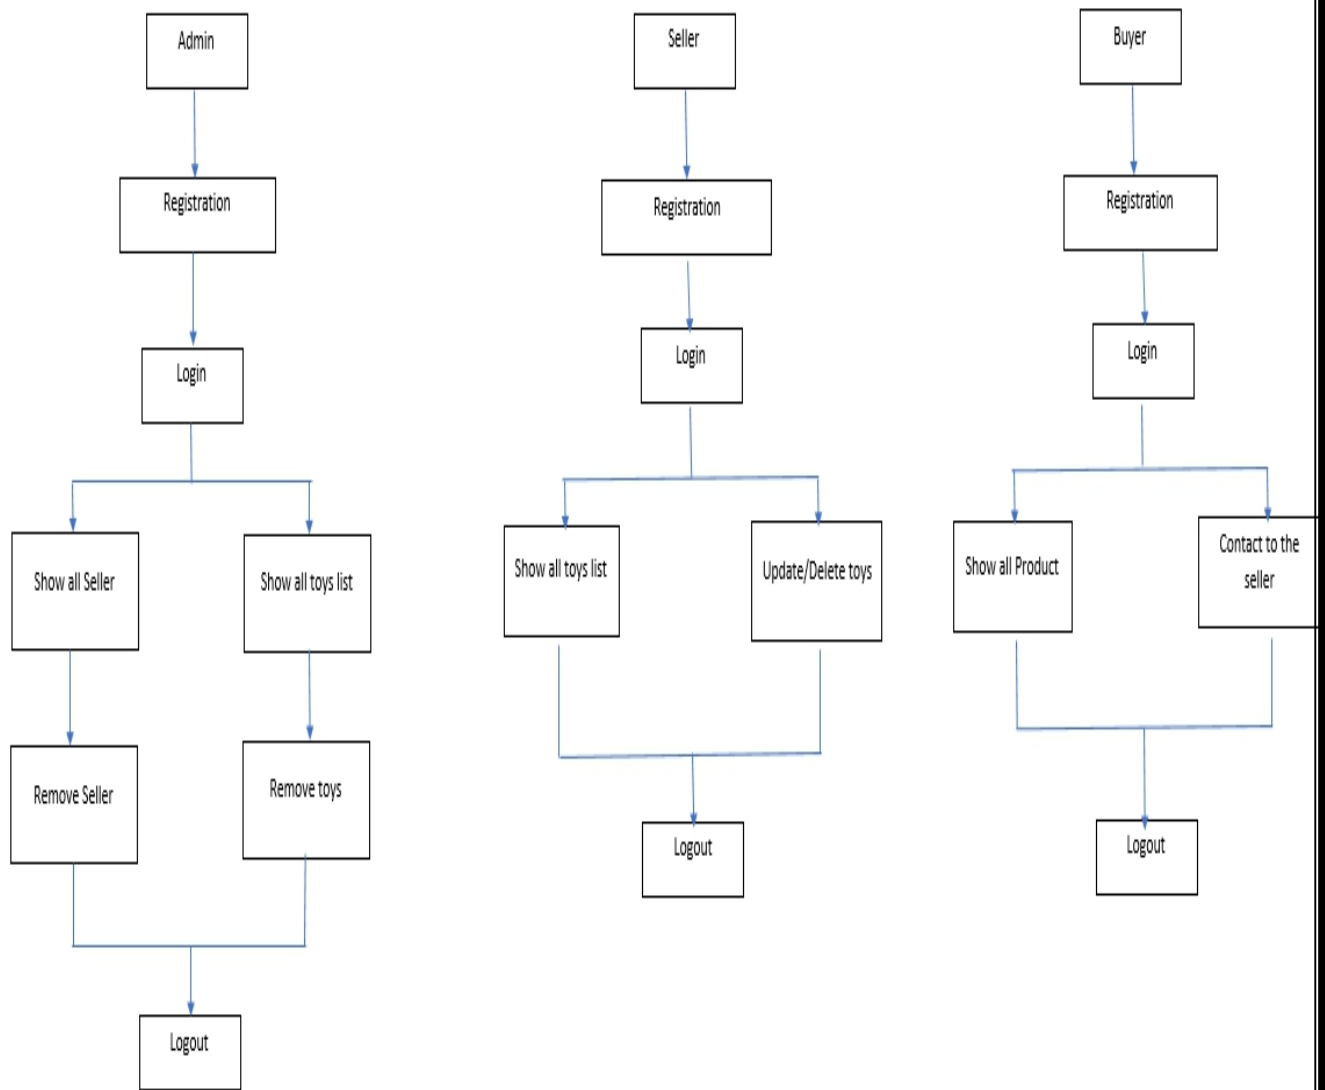 Admin
Registration
Login
Show all Seller
Show all toys list
Remove Seller
Remove toys
Logout
Seller
Registration
Login
Show all toys list
Update/Delete toys
Logout
Buyer
Registration
Login
Show all Product
Contact to the
seller
Logout